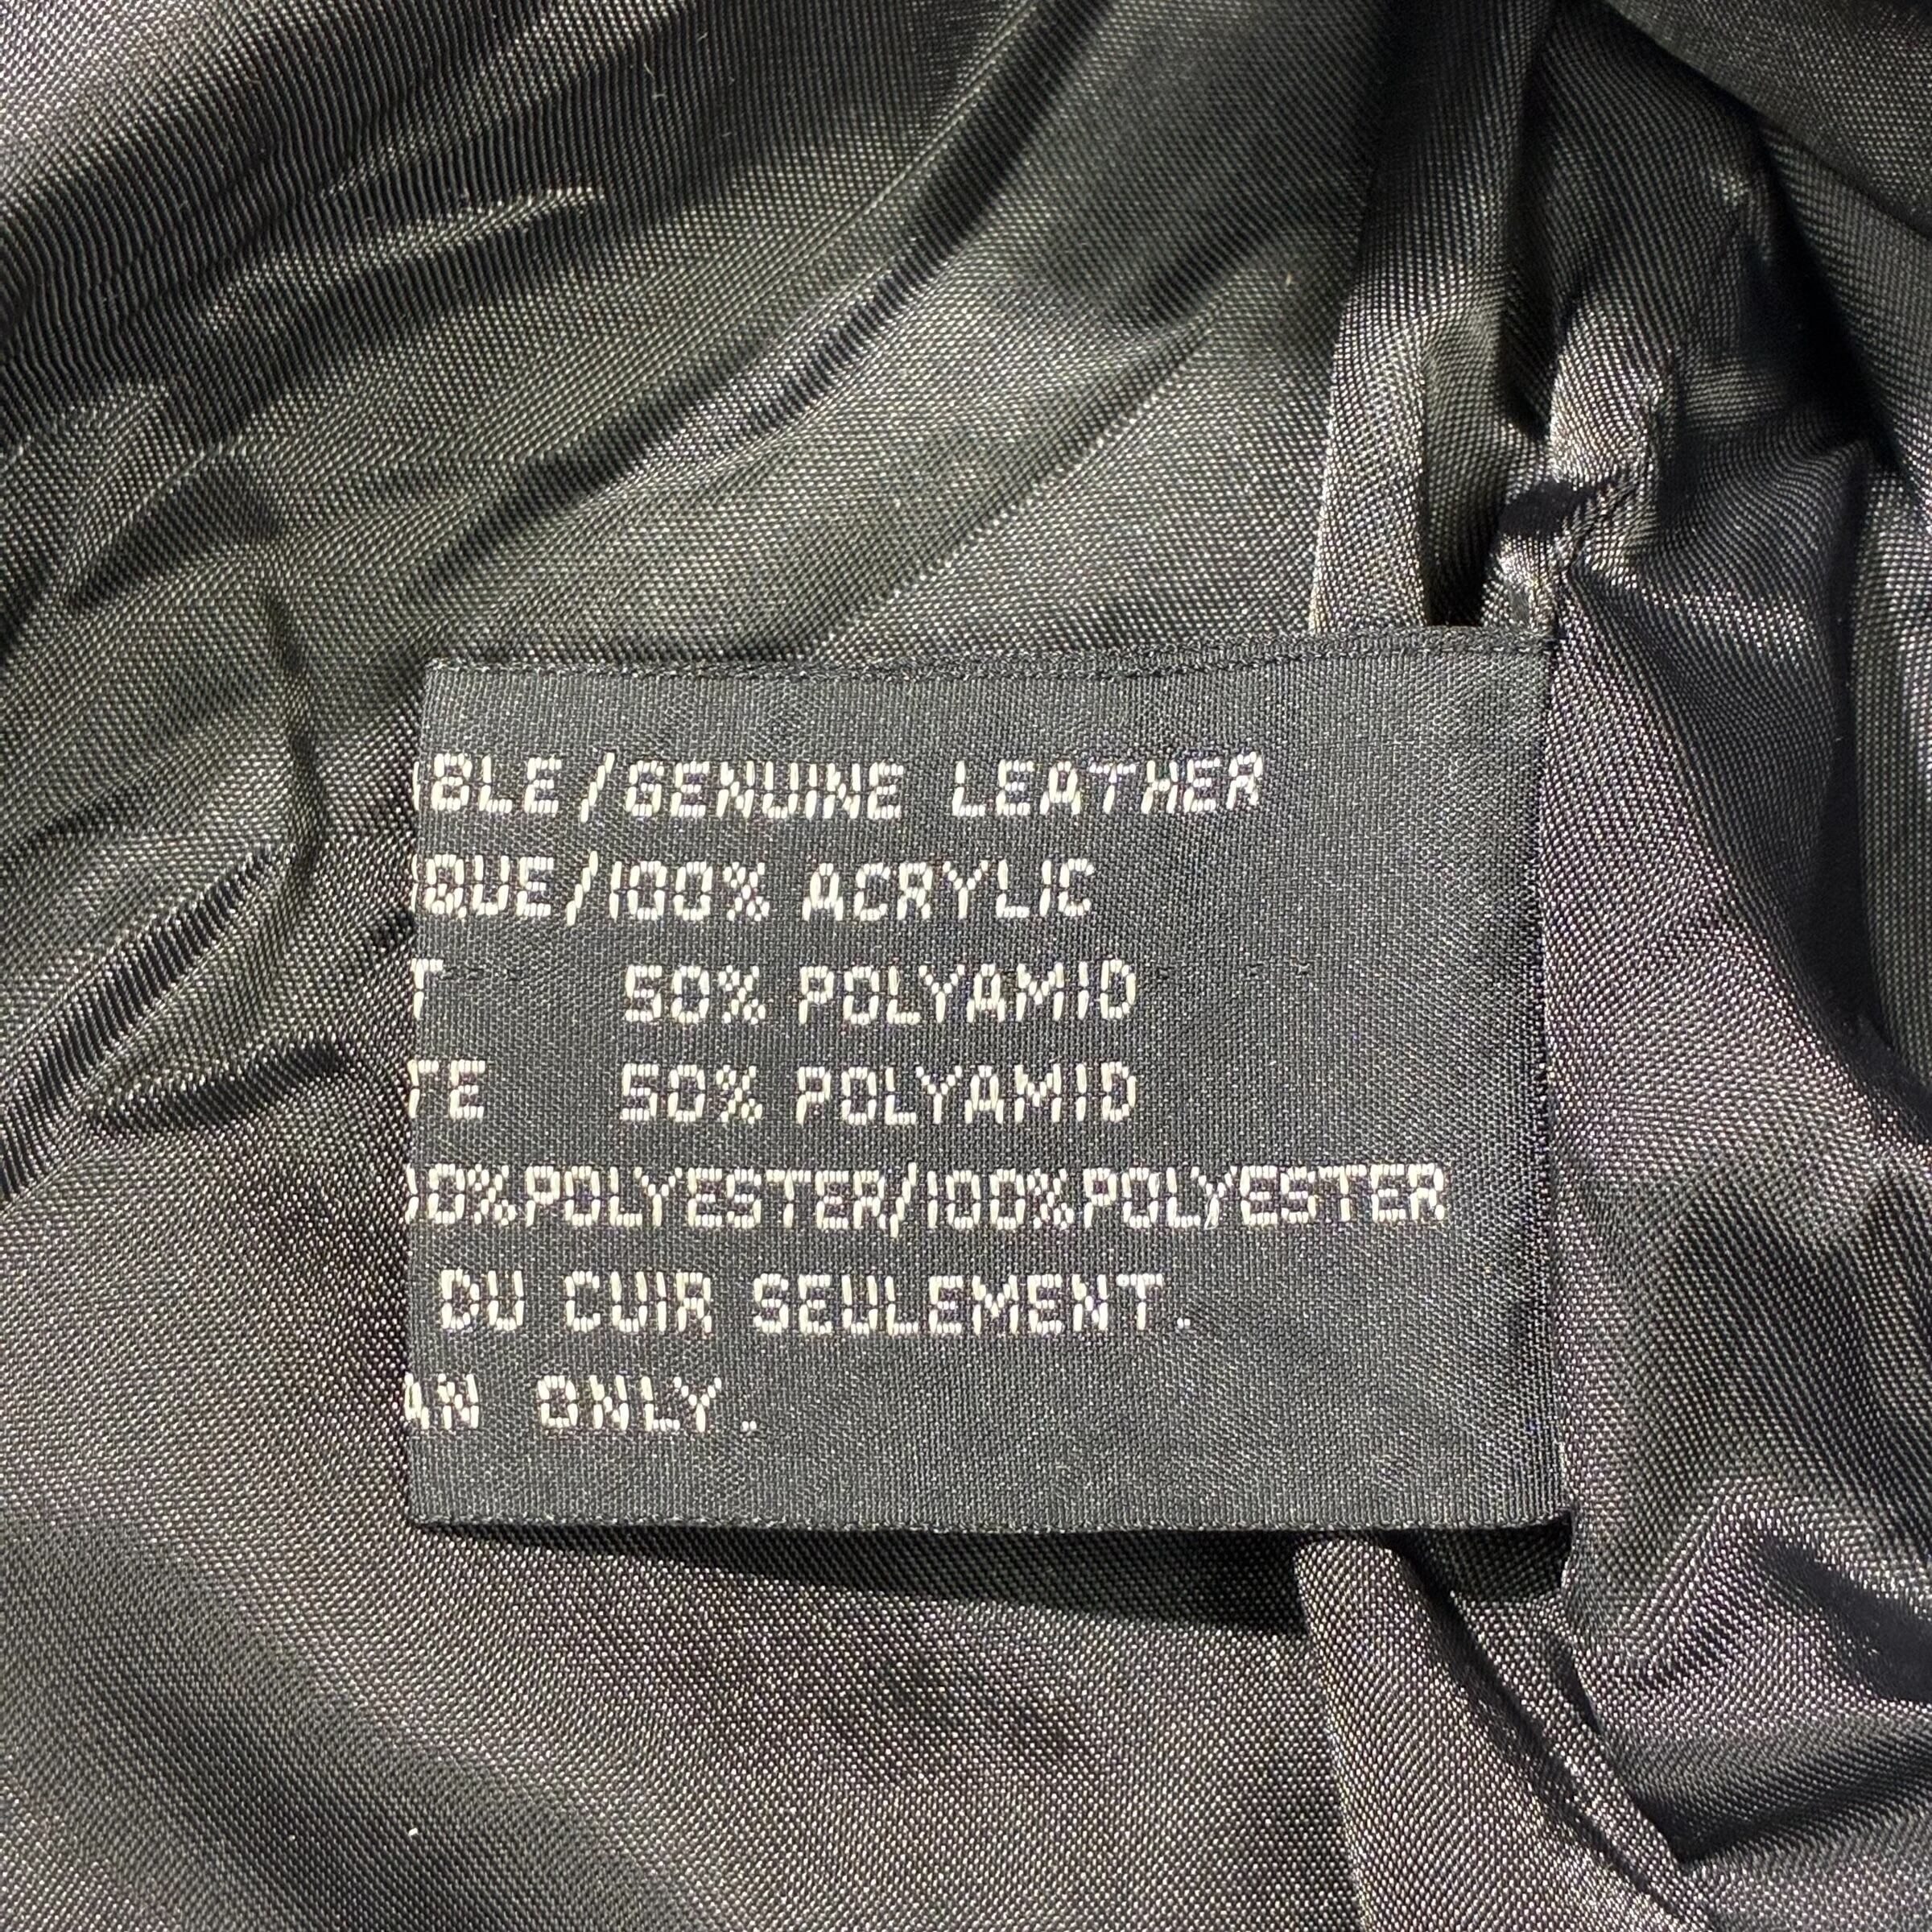 BLE/GENUINE LEATHER
QUE/100% ACRYLIC
T 50% POLYAMID
TE 50% POLYAMID
00%POLYESTER/100%POLYESTER
DU CUIR SEULEMENT.
AN ONLY.